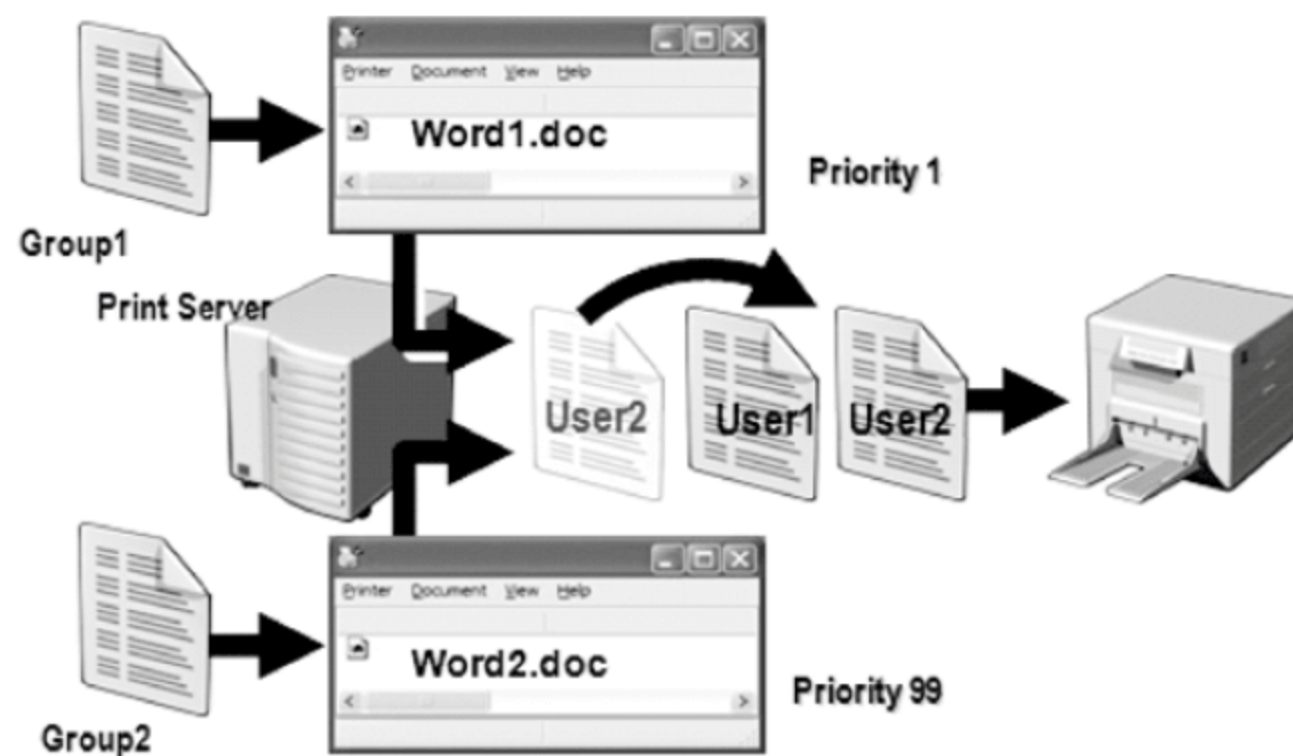 Printer Document View Help
Word1.doc
Priority 1
Group1
Print Server
User2 User1 User2
Printer Document View Help
Word2.doc
Priority 99
Group2